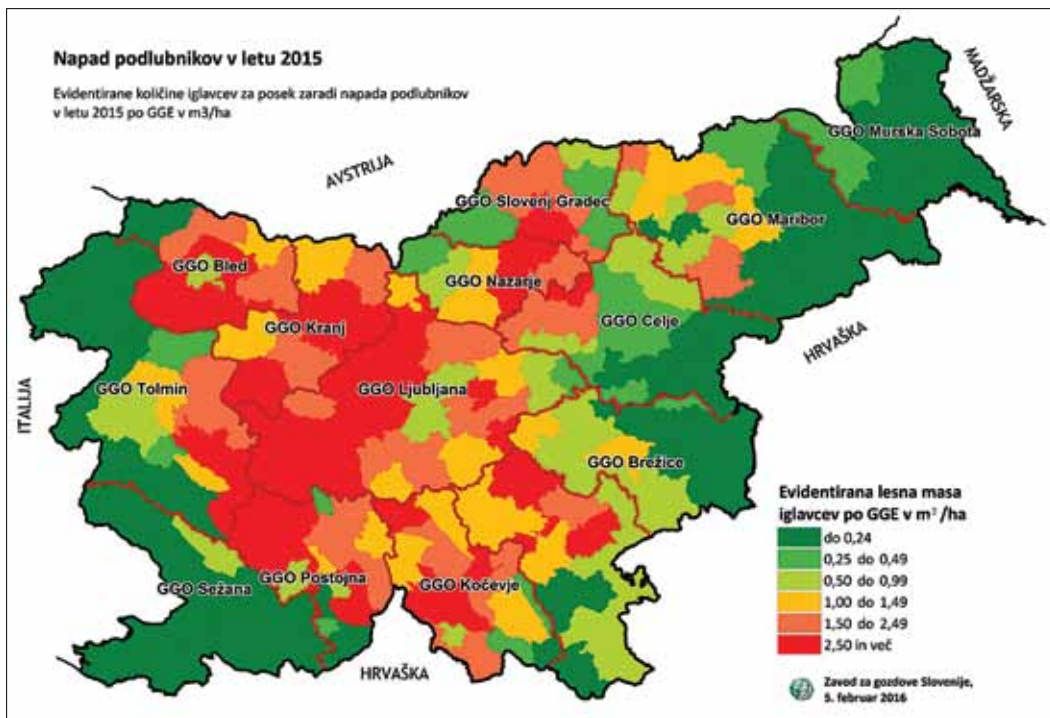 Napad podlubnikov v letu 2015
Evidentirane količine iglavcev za posek zaradi napada podlubnikov
v letu 2015 po GGE v m3/ha
MADŽARSKA
GGO Murska Sobota
AVSTRIJA
GGO Slovenj Gradec
GGO Maribor
GGO Bled
GGO Nazarje
GGO Kranj
GGO Celje
HRVAŠKA
ITALIJA
GGO Tolmin
GGO Ljubljana
GGO Brežice
GGO Sežana
GGO Postojna
GGO Kočevje
HRVAŠKA
Evidentirana lesna masa
iglavcev po GGE v m³ /ha
do 0,24
0,25 do 0,49
0,50 do 0,99
1,00 do 1,49
1,50 do 2,49
2,50 in več
Zavod za gozdove Slovenije,
5. februar 2016